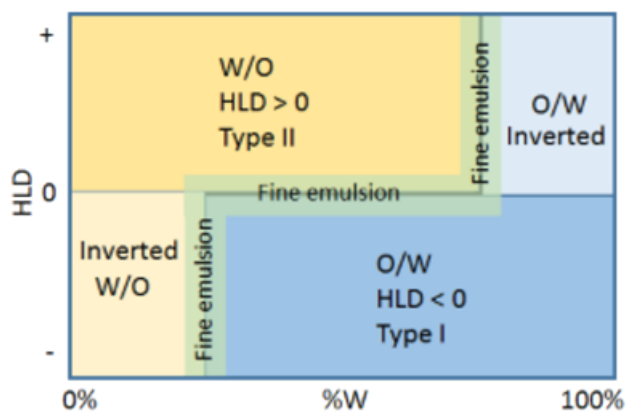 +
HLD
0
-
W/O
HLD > 0
Type II
Fine emulsion
O/W
Inverted
Fine emulsion
Inverted
W/O
Fine emulsion
O/W
HLD < 0
Type I
0%
%W
100%